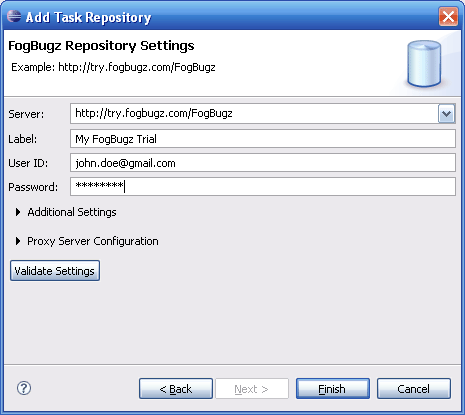 Add Task Repository
FogBugz Repository Settings
Example: http://try.fogbugz.com/FogBugz
Server: http://try.fogbugz.com/FogBugz
Label: My FogBugz Trial
User ID: john.doe@gmail.com
Password: ********
Additional Settings
Proxy Server Configuration
Validate Settings
? < Back Next > Finish Cancel